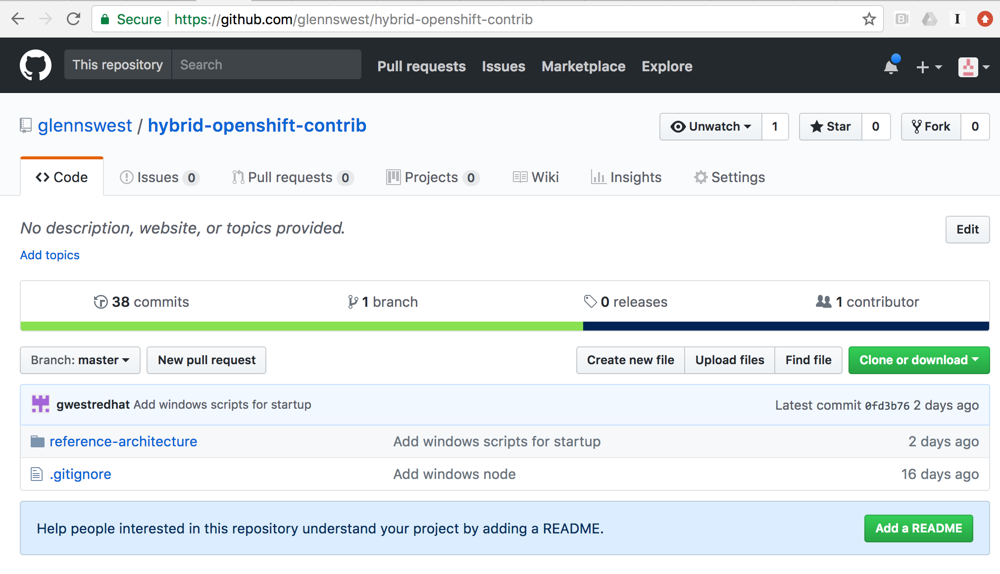 Secure https://github.com/glennswest/hybrid-openshift-contrib
This repository Search Pull requests Issues Marketplace Explore
glennswest / hybrid-openshift-contrib Unwatch 1 Star 0 Fork 0
Code Issues 0 Pull requests 0 Projects 0 Wiki Insights Settings
No description, website, or topics provided. Edit
Add topics
38 commits 1 branch 0 releases 1 contributor
Branch: master New pull request Create new file Upload files Find file Clone or download
gwestredhat Add windows scripts for startup Latest commit 0fd3b76 2 days ago
reference-architecture Add windows scripts for startup 2 days ago
.gitignore Add windows node 16 days ago
Help people interested in this repository understand your project by adding a README. Add a README